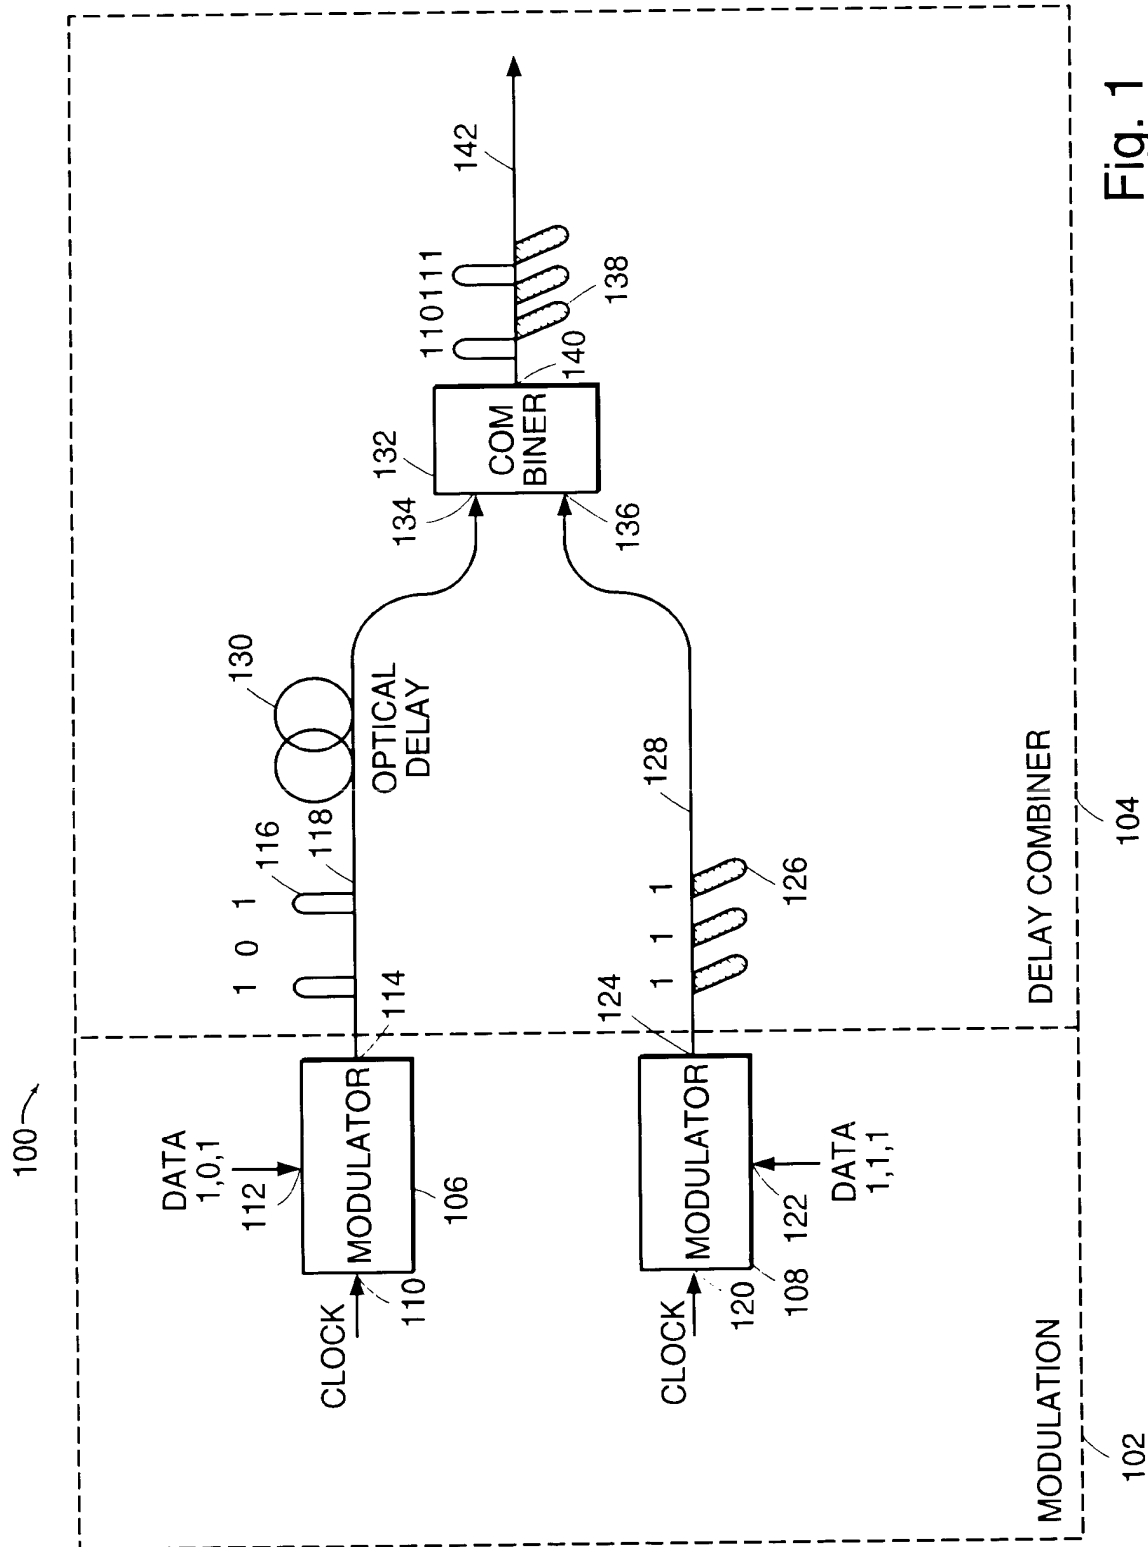 100
DATA
1,0,1
112
CLOCK
110
MODULATOR
106
114
1 0 1
116
118
130
OPTICAL
DELAY
134
132
COM
BINER
136
110111
140
138
142
CLOCK
120
MODULATOR
108
122
DATA
1,1,1
124
1 1 1
126
128
MODULATION
102
DELAY COMBINER
104
Fig. 1